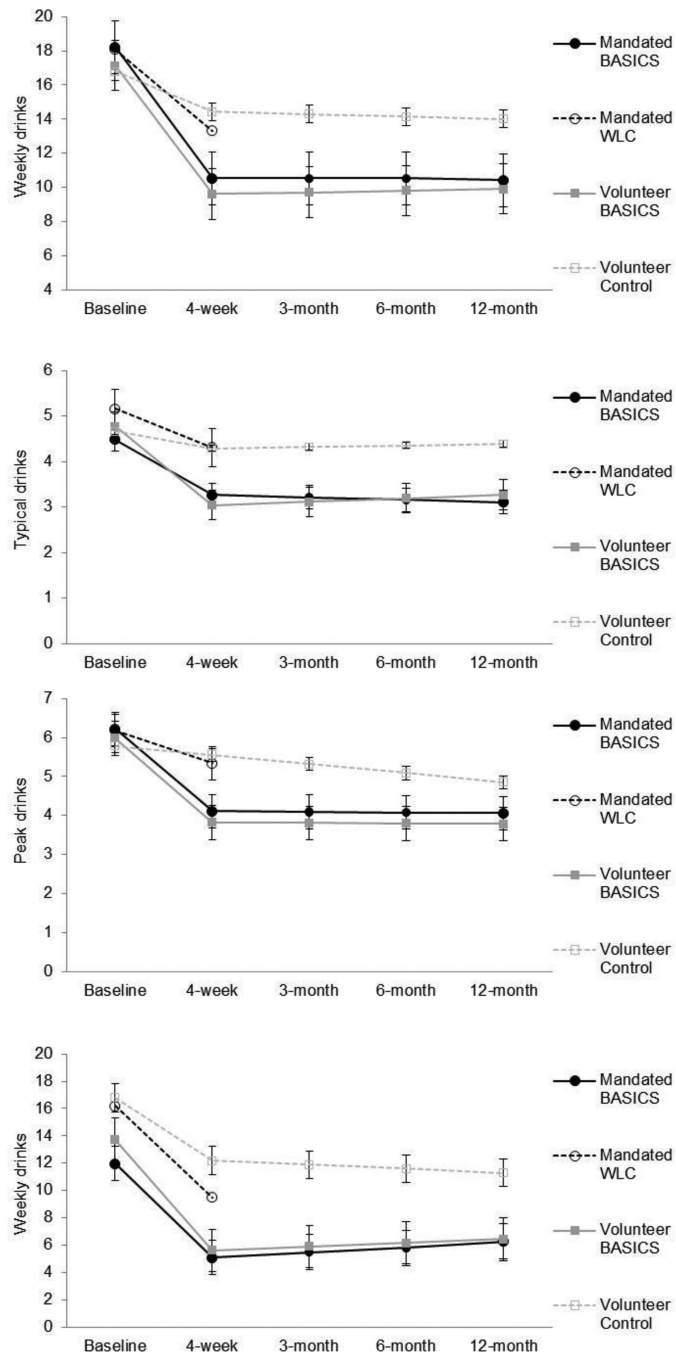 20
18
16
14
12
10
8
6
4
Weekly drinks
Baseline 4-week 3-month 6-month 12-month
Mandated
BASICS
Mandated
WLC
Volunteer
BASICS
Volunteer
Control
6
5
4
3
2
1
0
Typical drinks
Baseline 4-week 3-month 6-month 12-month
Mandated
BASICS
Mandated
WLC
Volunteer
BASICS
Volunteer
Control
7
6
5
4
3
2
1
0
Peak drinks
Baseline 4-week 3-month 6-month 12-month
Mandated
BASICS
Mandated
WLC
Volunteer
BASICS
Volunteer
Control
20
18
16
14
12
10
8
6
4
2
0
Weekly drinks
Baseline 4-week 3-month 6-month 12-month
Mandated
BASICS
Mandated
WLC
Volunteer
BASICS
Volunteer
Control